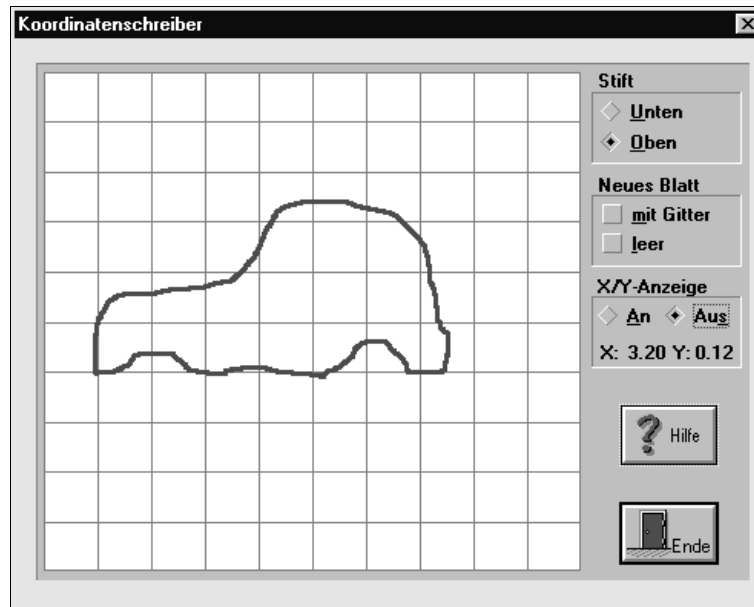 Koordinatenschreiber
Stift
Unten
Oben
Neues Blatt
mit Gitter
leer
X/Y-Anzeige
An Aus
X: 3.20 Y: 0.12
Hilfe
Ende